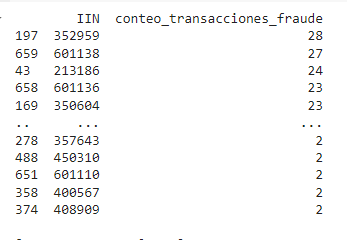 IIN conteo_transacciones_fraude
197 352959 28
659 601138 27
43 213186 24
658 601136 23
169 350604 23
.. ... ...
278 357643 2
488 450310 2
651 601110 2
358 400567 2
374 408909 2